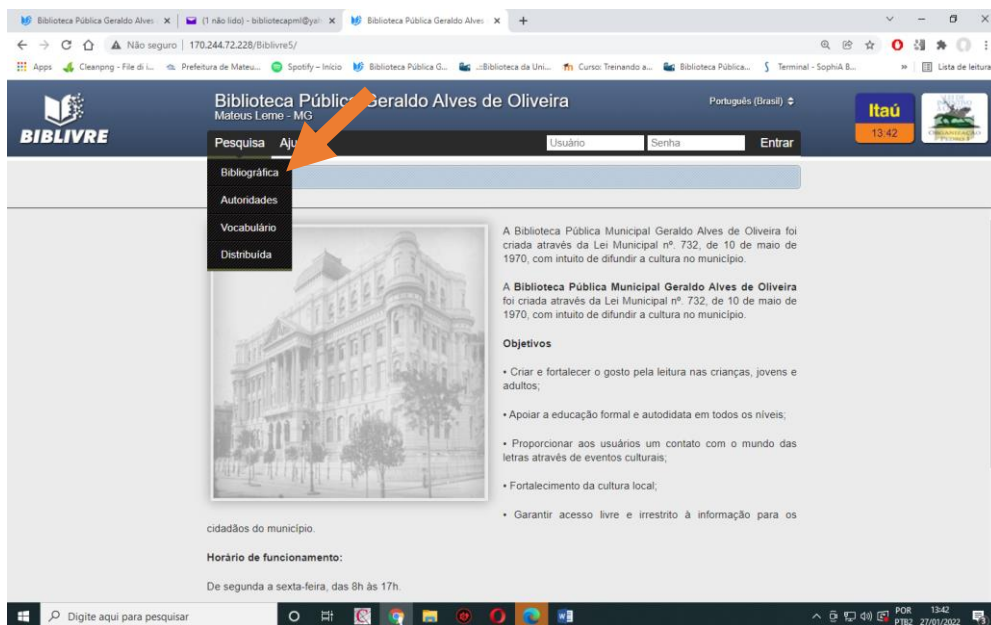 Biblioteca Pública Geraldo Alves
(1 não lido) - bibliotecapml@yah
Biblioteca Pública Geraldo Alves
Não seguro | 170.244.72.228/Biblivre5/
Apps
Cleanpng - File di i...
Prefeitura de Mateu...
Spotify – Início
Biblioteca Pública G...
..::Biblioteca da Uni...
Curso: Treinando a...
Biblioteca Pública...
Terminal - SophiA B...
»
Lista de leitura
BIBLIVRE
Biblioteca Pública Geraldo Alves de Oliveira
Mateus Leme - MG
Português (Brasil)
Itaú
13:42
Pesquisa
Usuário
Senha
Entrar
Bibliográfica
Autoridades
Vocabulário
Distribuída
A Biblioteca Pública Municipal Geraldo Alves de Oliveira foi
criada através da Lei Municipal nº. 732, de 10 de maio de
1970, com intuito de difundir a cultura no município.
A Biblioteca Pública Municipal Geraldo Alves de Oliveira
foi criada através da Lei Municipal nº. 732, de 10 de maio de
1970, com intuito de difundir a cultura no município.
Objetivos
• Criar e fortalecer o gosto pela leitura nas crianças, jovens e
adultos;
• Apoiar a educação formal e autodidata em todos os níveis;
• Proporcionar aos usuários um contato com o mundo das
letras através de eventos culturais;
• Fortalecimento da cultura local;
• Garantir acesso livre e irrestrito à informação para os
cidadãos do município.
Horário de funcionamento:
De segunda a sexta-feira, das 8h às 17h.
Digite aqui para pesquisar
POR
PTB2
13:42
27/01/2022